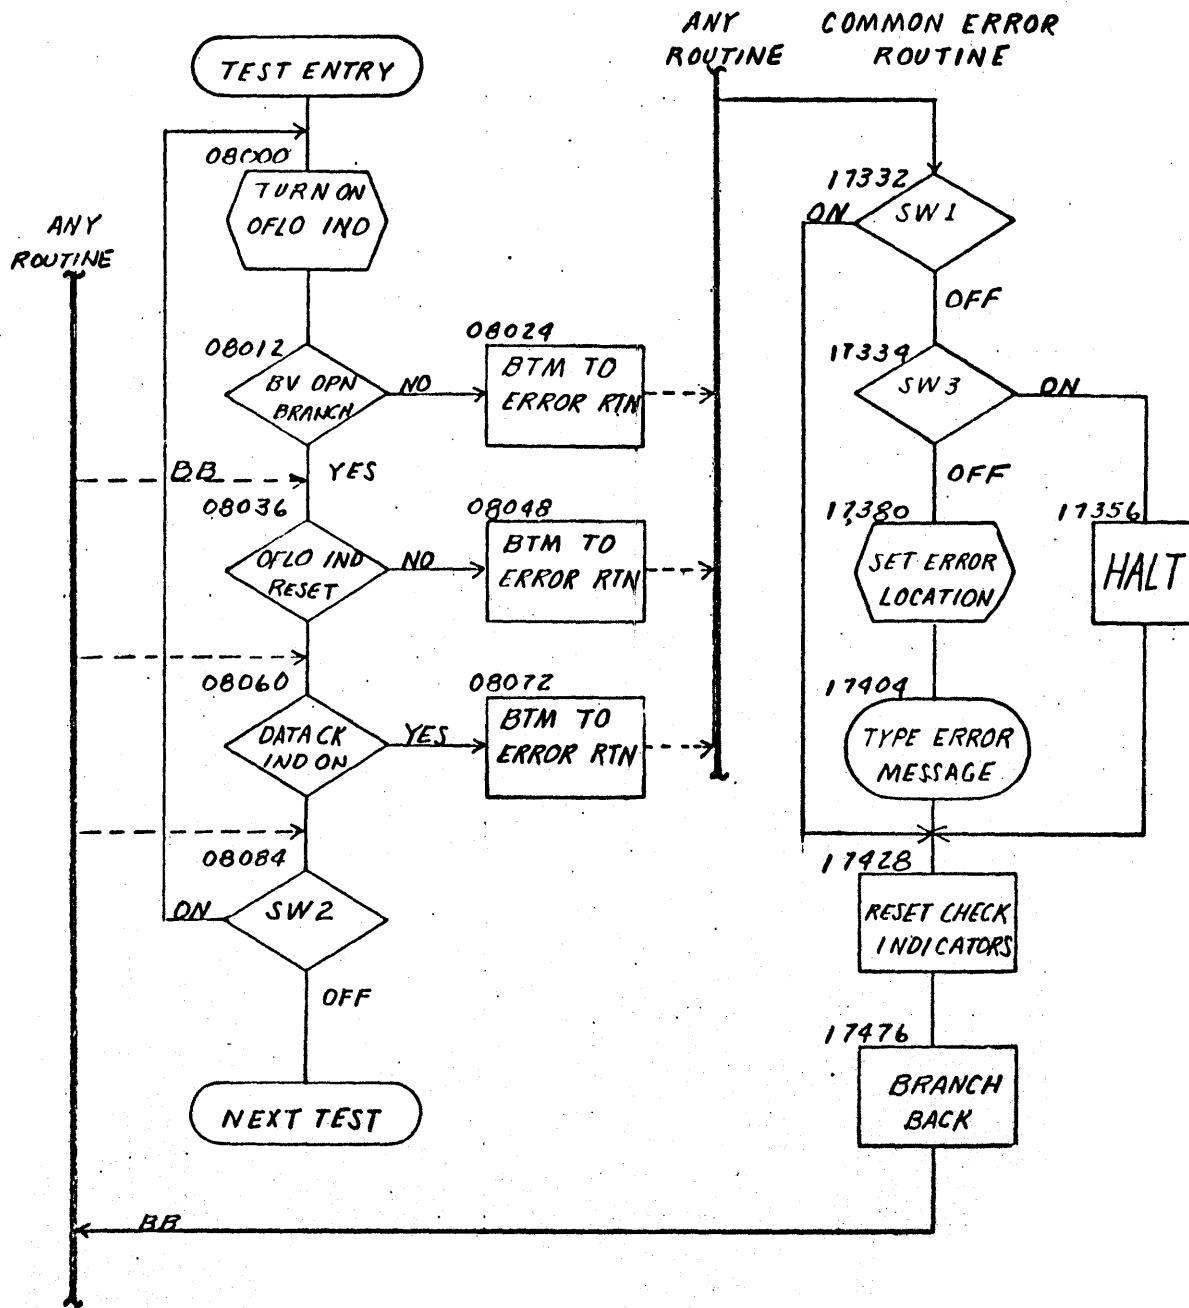 TEST ENTRY
08000
TURN ON
OFLO IND
ANY
ROUTINE
08012
BV OPN
BRANCH
NO
08024
BTM TO
ERROR RTN
BB
YES
08036
OFLO IND
RESET
NO
08048
BTM TO
ERROR RTN
08060
DATA CK
IND ON
YES
08072
BTM TO
ERROR RTN
08084
SW2
ON
OFF
NEXT TEST
BB
ANY
ROUTINE
COMMON ERROR
ROUTINE
17332
SW1
ON
OFF
17334
SW3
ON
OFF
17380
SET ERROR
LOCATION
17356
HALT
17404
TYPE ERROR
MESSAGE
17428
RESET CHECK
INDICATORS
17476
BRANCH
BACK